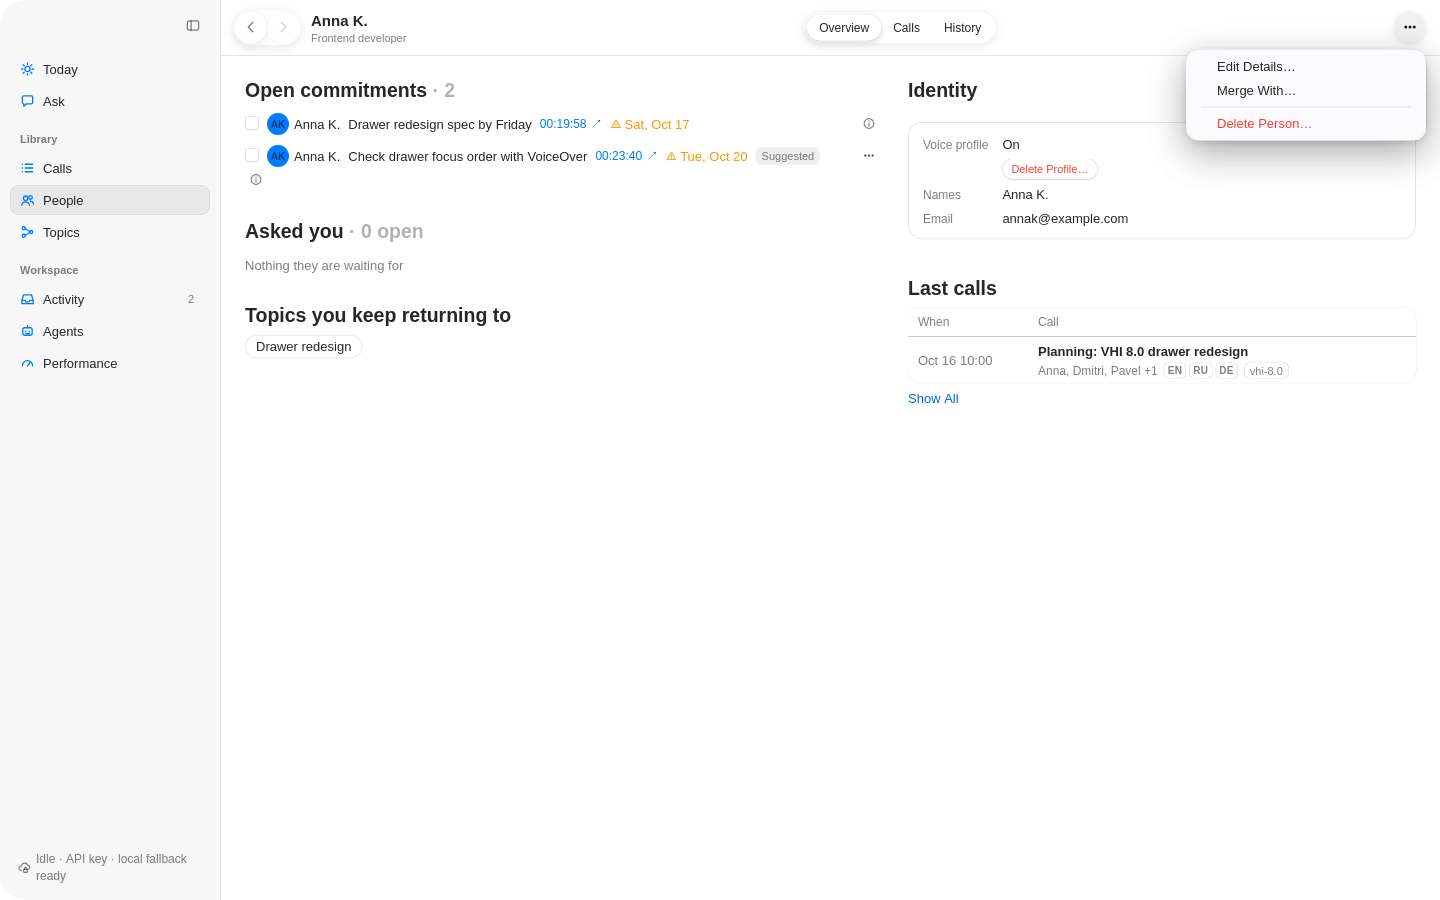 Today
Ask
Library
Calls
People
Topics
Workspace
Activity 2
Agents
Performance
Idle · API key · local fallback
ready
Anna K.
Frontend developer
Overview Calls History
Edit Details…
Merge With…
Delete Person…
Open commitments · 2
AK Anna K. Drawer redesign spec by Friday 00:19:58 ↗ Sat, Oct 17
AK Anna K. Check drawer focus order with VoiceOver 00:23:40 ↗ Tue, Oct 20 Suggested
Asked you · 0 open
Nothing they are waiting for
Topics you keep returning to
Drawer redesign
Identity
Voice profile On
Delete Profile…
Names Anna K.
Email annak@example.com
Last calls
When Call
Oct 16 10:00 Planning: VHI 8.0 drawer redesign
Anna, Dmitri, Pavel +1 EN RU DE vhi-8.0
Show All